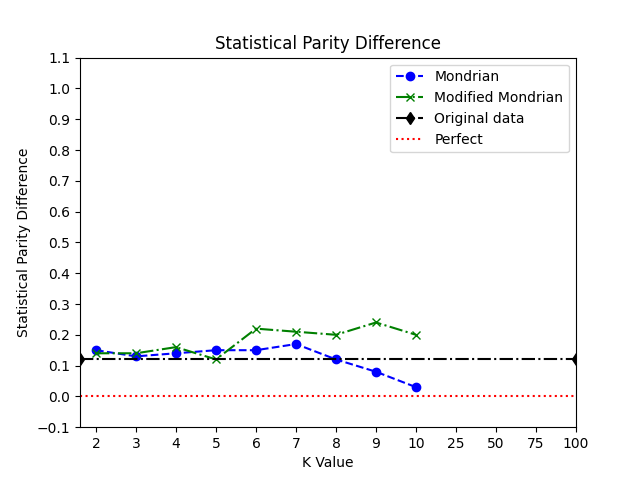 Statistical Parity Difference
Statistical Parity Difference
1.1
1.0
0.9
0.8
0.7
0.6
0.5
0.4
0.3
0.2
0.1
0.0
−0.1
Mondrian
Modified Mondrian
Original data
Perfect
2 3 4 5 6 7 8 9 10 25 50 75 100
K Value